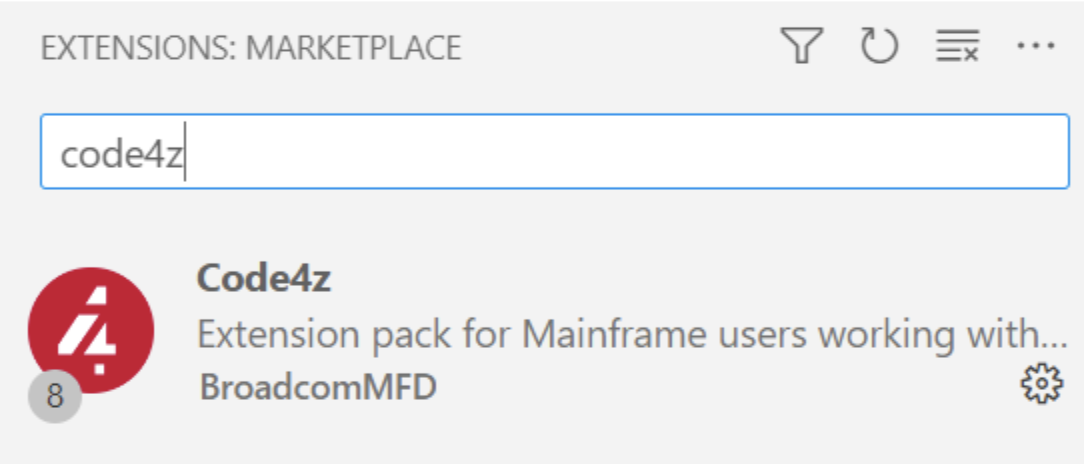 EXTENSIONS: MARKETPLACE
code4z
Code4z
Extension pack for Mainframe users working with...
BroadcomMFD
8